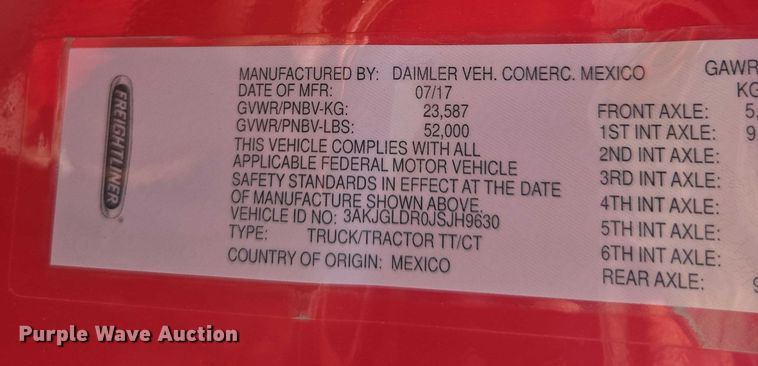 FREIGHTLINER
MANUFACTURED BY: DAIMLER VEH. COMERC. MEXICO GAWR
DATE OF MFR: 07/17 KG
GVWR/PNBV-KG: 23,587 FRONT AXLE: 5,
GVWR/PNBV-LBS: 52,000 1ST INT AXLE: 9
THIS VEHICLE COMPLIES WITH ALL 2ND INT AXLE:
APPLICABLE FEDERAL MOTOR VEHICLE 3RD INT AXLE:
SAFETY STANDARDS IN EFFECT AT THE DATE 4TH INT AXLE:
OF MANUFACTURE SHOWN ABOVE. 5TH INT AXLE:
VEHICLE ID NO: 3AKJGLDR0JSJH9630
TYPE: TRUCK/TRACTOR TT/CT 6TH INT AXLE:
COUNTRY OF ORIGIN: MEXICO REAR AXLE:
Purple Wave Auction